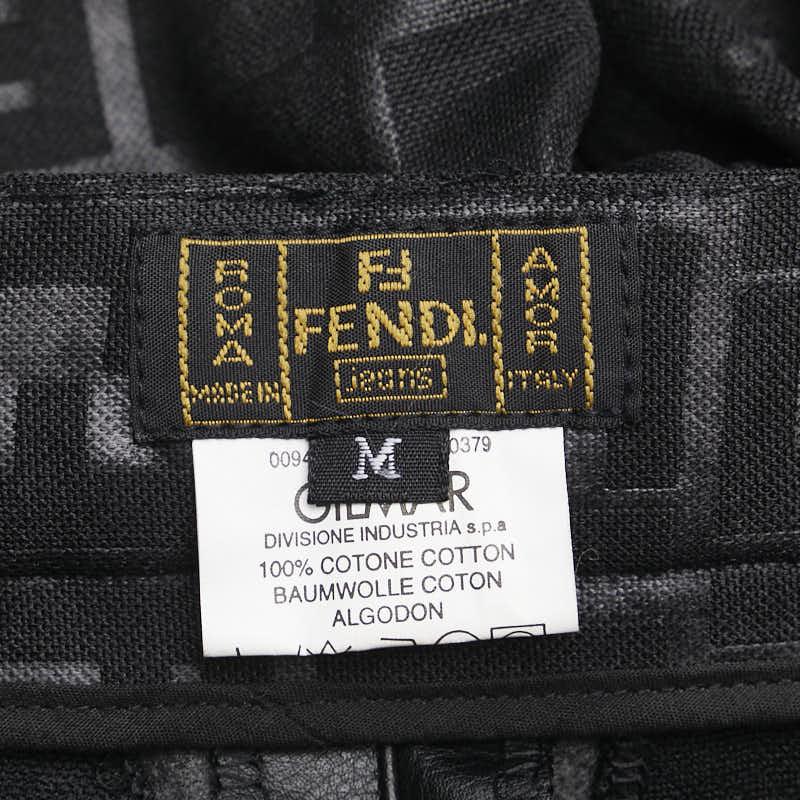 ROMA
MADE IN
FF
FENDI.
jeans
AMOR
ITALY
M
0094 0379
GILMAR
DIVISIONE INDUSTRIA s.p.a
100% COTONE COTTON
BAUMWOLLE COTON
ALGODON